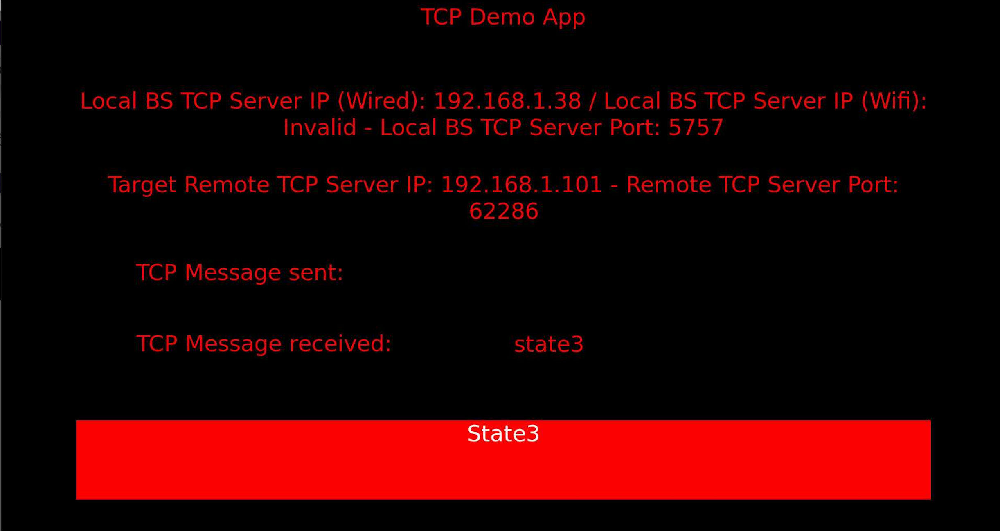 TCP Demo App
Local BS TCP Server IP (Wired): 192.168.1.38 / Local BS TCP Server IP (Wifi):
Invalid - Local BS TCP Server Port: 5757
Target Remote TCP Server IP: 192.168.1.101 - Remote TCP Server Port:
62286
TCP Message sent:
TCP Message received: state3
State3